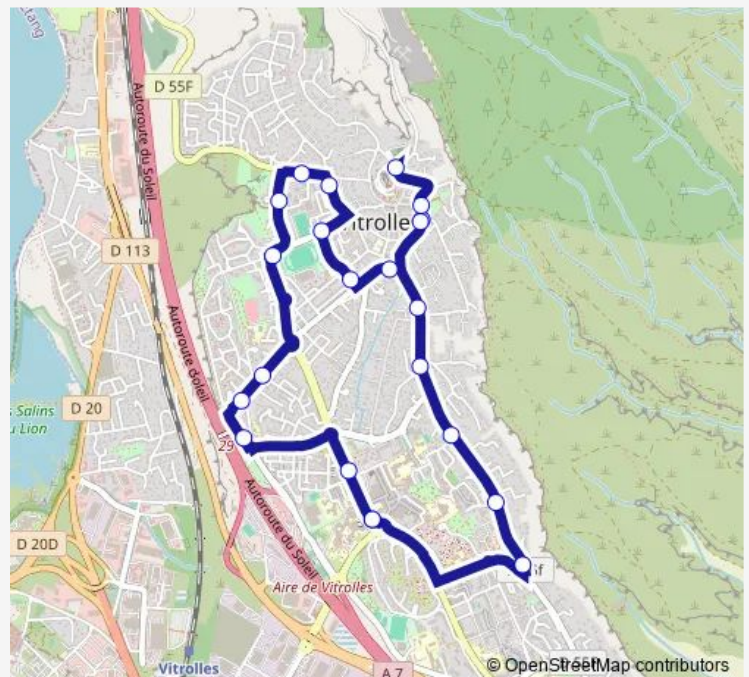 Étang
D 55F
Autoroute du Soleil
D 113
Autoroute du Soleil
Salins
u Lion
D 20
29
Autoroute du Soleil
D 20D
Aire de Vitrolles
Vitrolles
A 7
© OpenStreetMap contributors